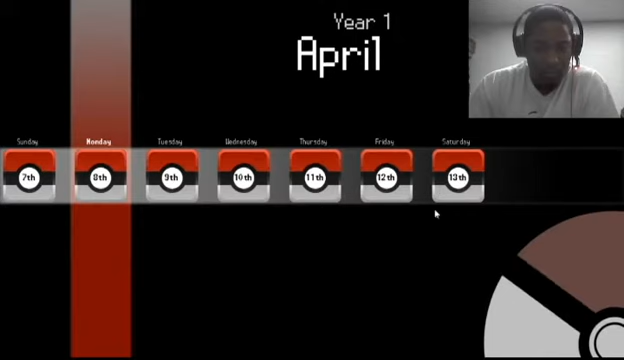 Year 1
April
Sunday Monday Tuesday Wednesday Thursday Friday Saturday
7th 8th 9th 10th 11th 12th 13th